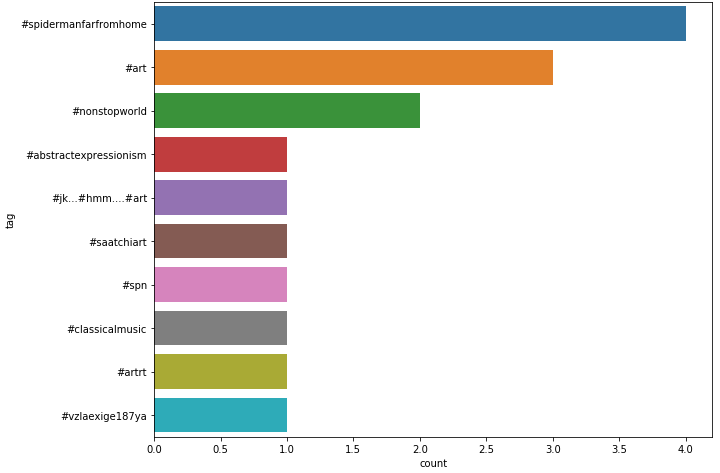 #spidermanfarfromhome
#art
#nonstopworld
#abstractexpressionism
#jk...#hmm....#art
#saatchiart
#spn
#classicalmusic
#artrt
#vzlaexige187ya
tag
0.0 0.5 1.0 1.5 2.0 2.5 3.0 3.5 4.0
count